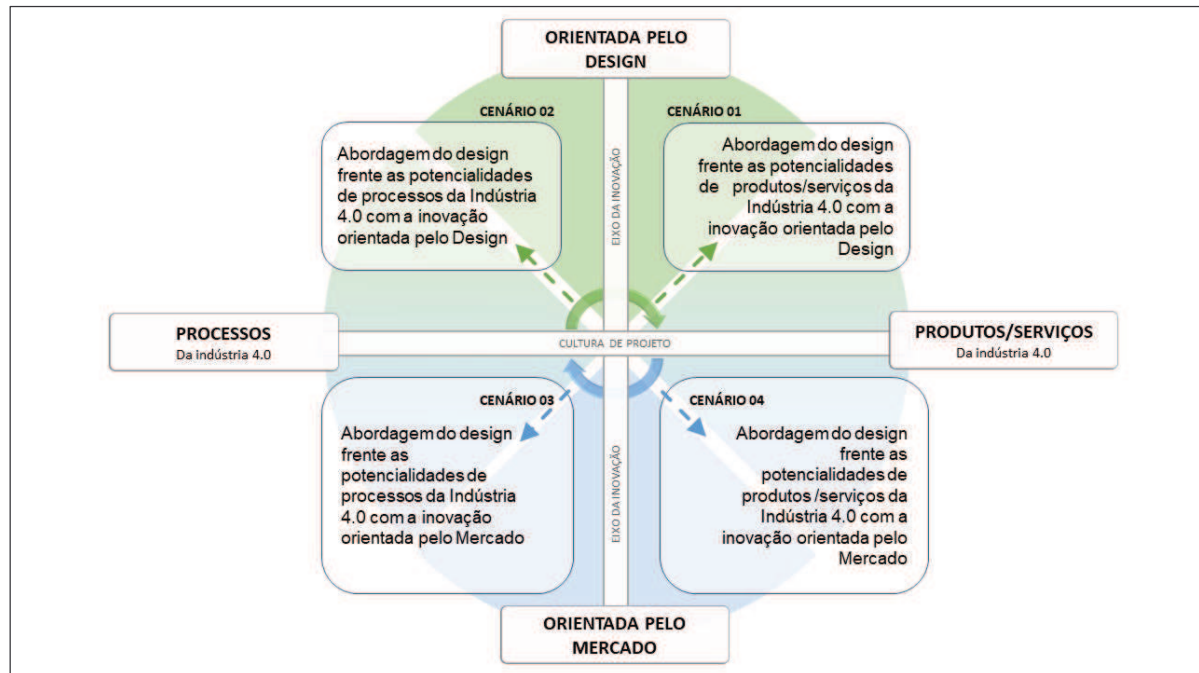 ORIENTADA PELO
DESIGN
CENÁRIO 02
Abordagem do design
frente as potencialidades
de processos da Indústria
4.0 com a inovação
orientada pelo Design
EIXO DA INOVAÇÃO
CENÁRIO 01
Abordagem do design
frente as potencialidades
de produtos/serviços da
Indústria 4.0 com a
inovação orientada pelo
Design
PROCESSOS
Da indústria 4.0
CULTURA DE PROJETO
PRODUTOS/SERVIÇOS
Da indústria 4.0
CENÁRIO 03
Abordagem do design
frente as
potencialidades de
processos da Indústria
4.0 com a inovação
orientada pelo Mercado
EIXO DA INOVAÇÃO
CENÁRIO 04
Abordagem do design
frente as
potencialidades de
produtos /serviços da
Indústria 4.0 com a
inovação orientada pelo
Mercado
ORIENTADA PELO
MERCADO